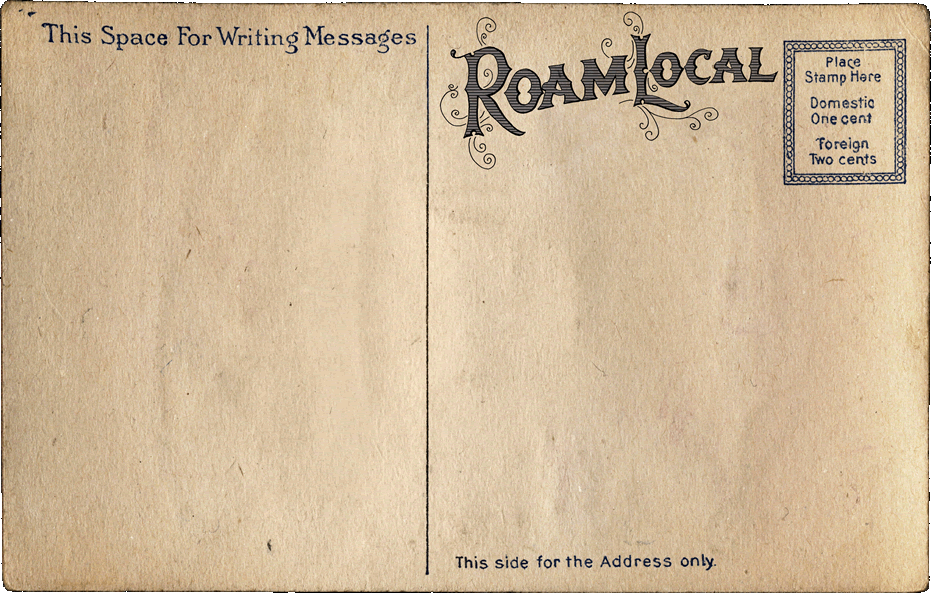 This Space For Writing Messages
ROAMLOCAL
Place
Stamp Here
Domestic
One cent
Foreign
Two cents
This side for the Address only.